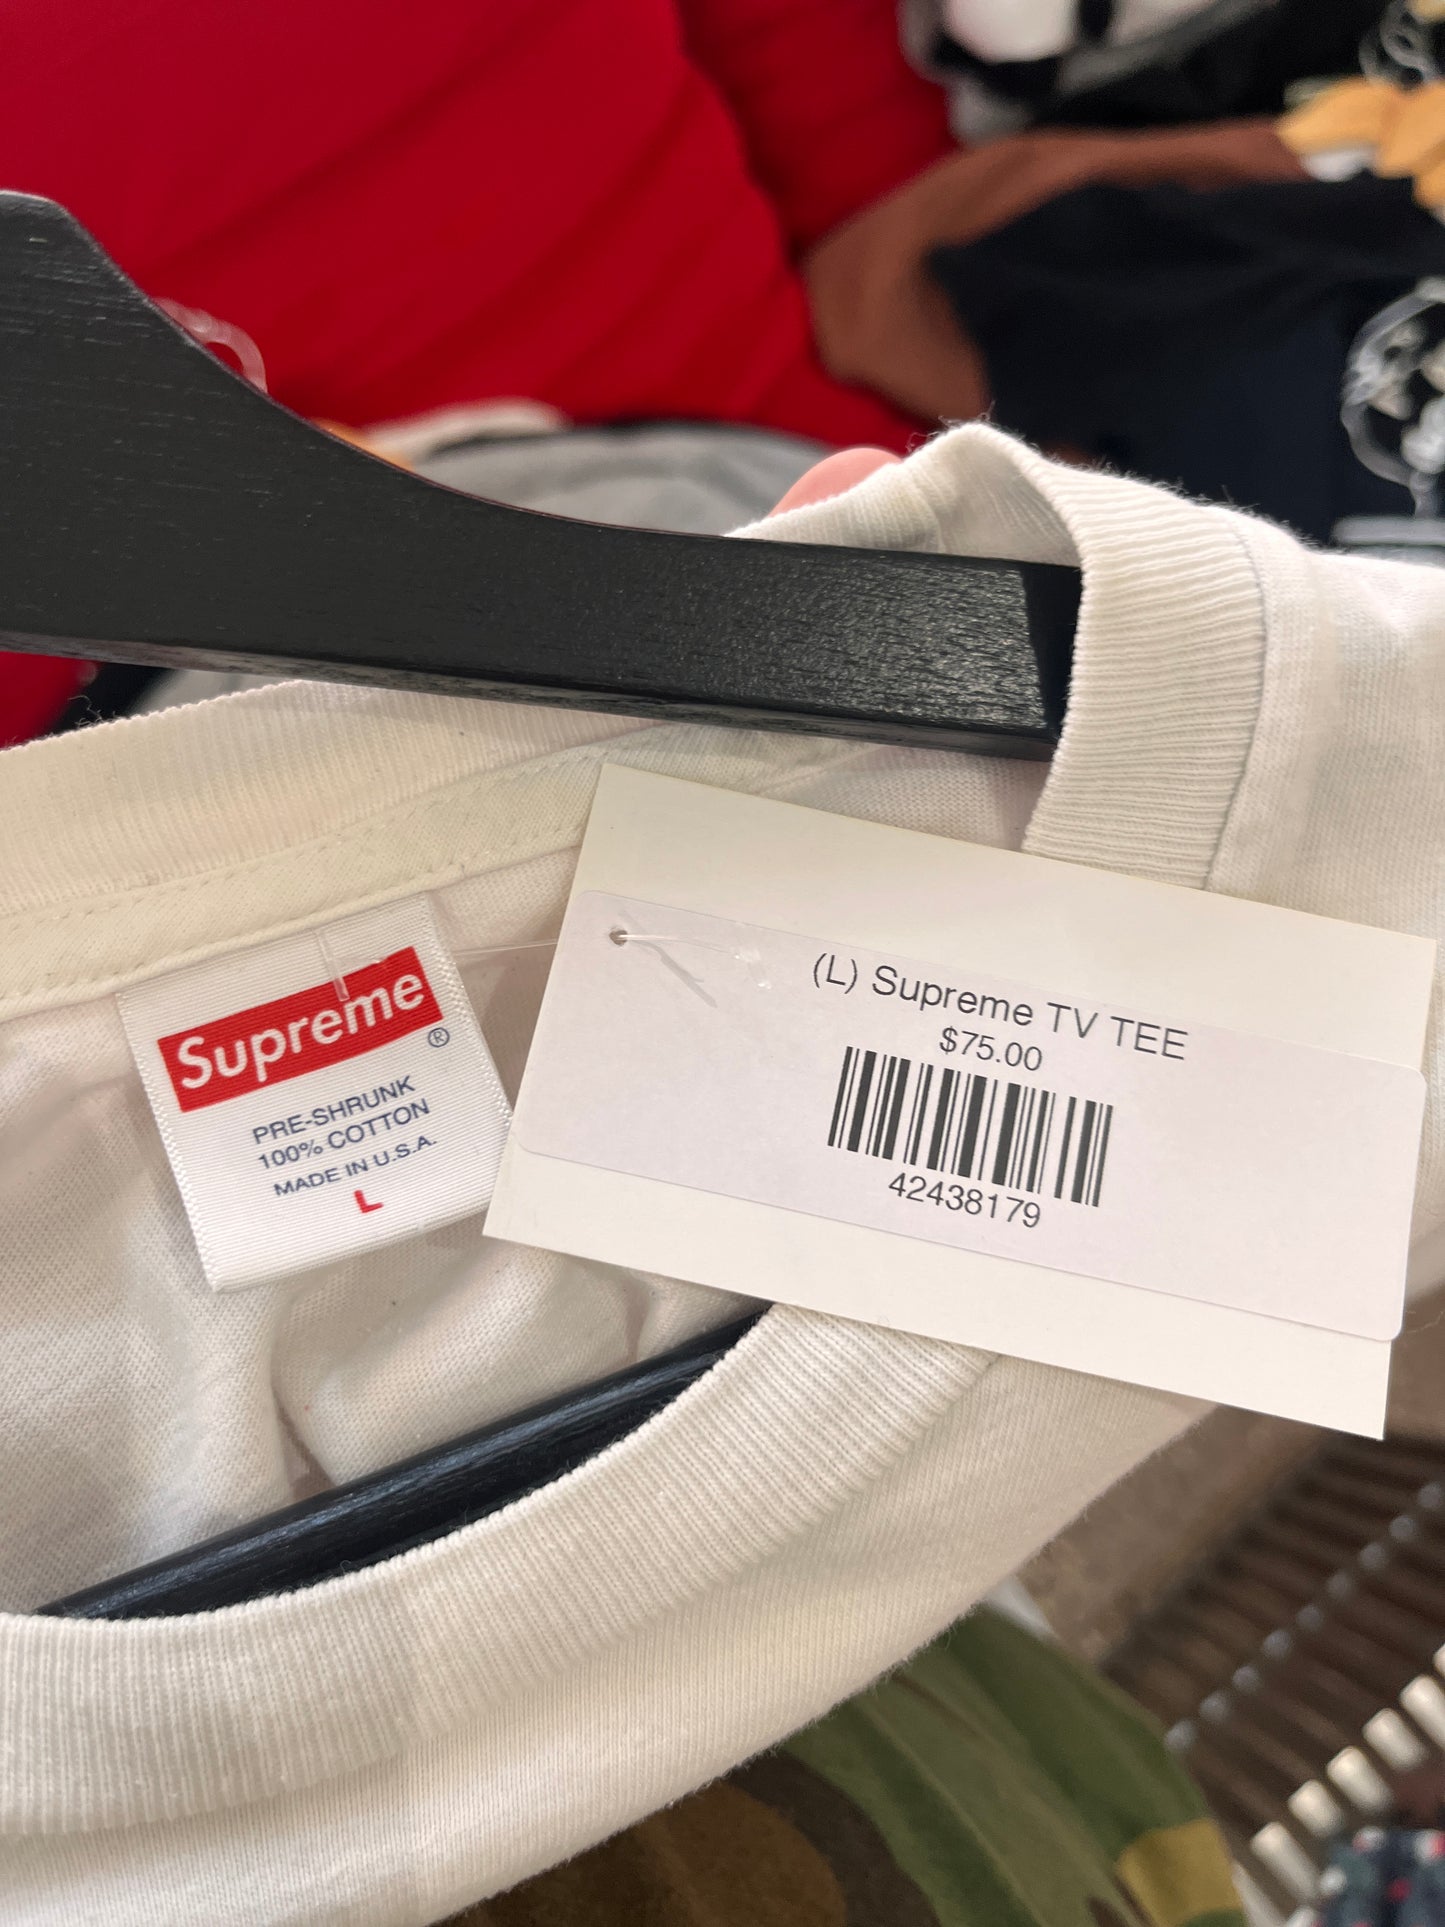 Supreme
®
PRE-SHRUNK
100% COTTON
MADE IN U.S.A.
L
(L) Supreme TV TEE
$75.00
42438179